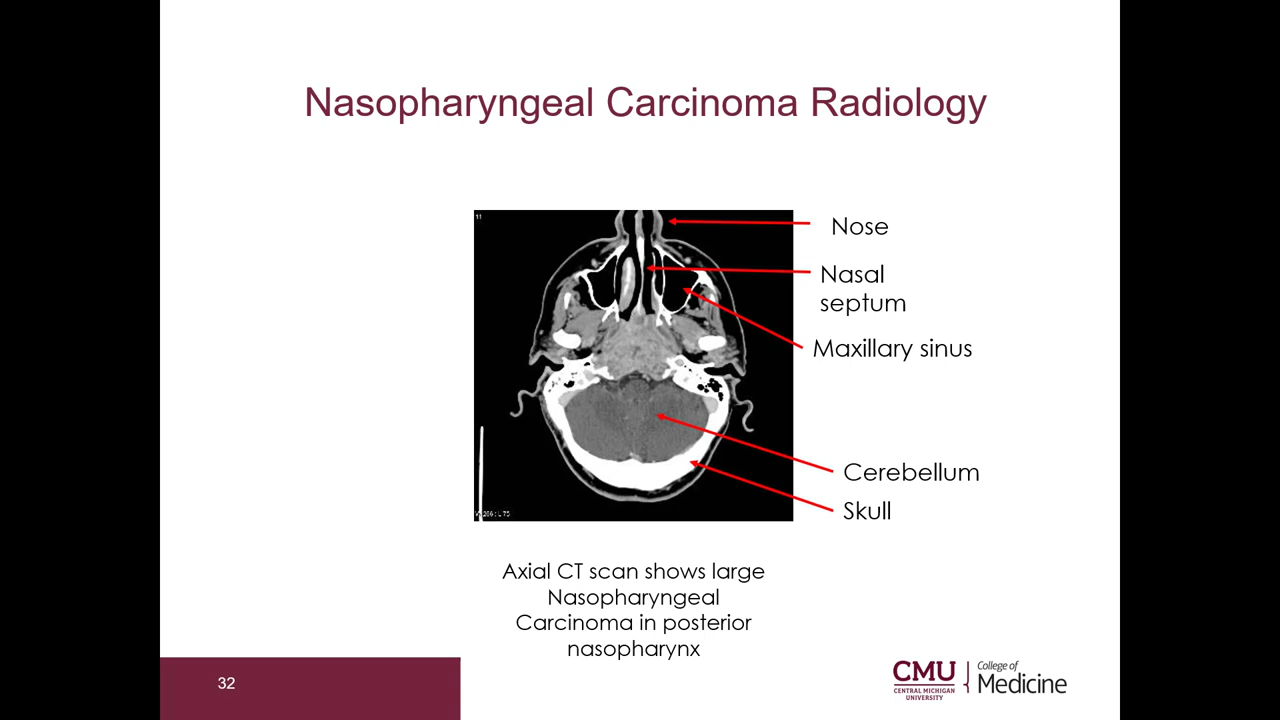 Nasopharyngeal Carcinoma Radiology
11
Nose
Nasal
septum
Maxillary sinus
Cerebellum
Skull
Axial CT scan shows large
Nasopharyngeal
Carcinoma in posterior
nasopharynx
32
CMU
CENTRAL MICHIGAN
UNIVERSITY
College of
Medicine